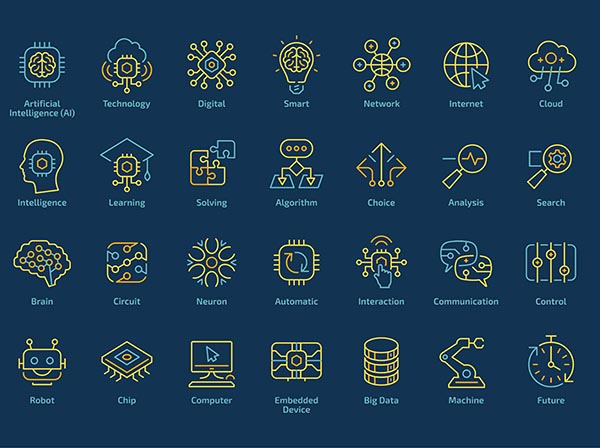 Artificial
Intelligence (AI)
Technology
Digital
Smart
Network
Internet
Cloud
Intelligence
Learning
Solving
Algorithm
Choice
Analysis
Search
Brain
Circuit
Neuron
Automatic
Interaction
Communication
Control
Robot
Chip
Computer
Embedded
Device
Big Data
Machine
Future